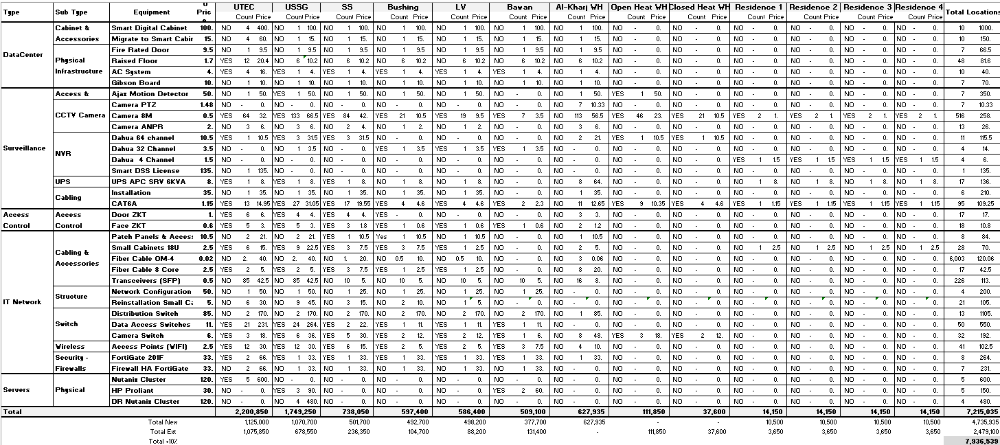 Type Sub Type Equipment U Price UTEC USSG SS Bushing LV Bawan Al-Kharj WH Open Heat WH Closed Heat WH Residence 1 Residence 2 Residence 3 Residence 4 Total Locations
Count Price Count Price Count Price Count Price Count Price Count Price Count Price Count Price Count Price Count Price Count Price Count Price Count Price
DataCenter Cabinet & Accessories Smart Digital Cabinet 100. NO 4 400. NO 1 100. NO 1 100. NO 1 100. NO 1 100. NO 1 100. NO 1 100. NO - 0. NO - 0. NO - 0. NO - 0. NO - 0. NO - 0. 10 1000.
Migrate to Smart Cabir 15. NO 4 60. NO 1 15. NO 1 15. NO 1 15. NO 1 15. NO 1 15. NO 1 15. NO - 0. NO - 0. NO - 0. NO - 0. NO - 0. NO - 0. 10 150.
Physical Infrastructure Fire Rated Door 9.5 NO 1 9.5 NO 1 9.5 NO 1 9.5 NO 1 9.5 NO 1 9.5 NO 1 9.5 NO 1 9.5 NO - 0. NO - 0. NO - 0. NO - 0. NO - 0. NO - 0. 7 66.5
Raised Floor 1.7 YES 12 20.4 NO 6 10.2 NO 6 10.2 NO 6 10.2 NO 6 10.2 NO 6 10.2 NO 6 10.2 NO - 0. NO - 0. NO - 0. NO - 0. NO - 0. NO - 0. 48 81.6
AC System 4. YES 4 16. YES 1 4. YES 1 4. YES 1 4. YES 1 4. YES 1 4. NO 1 4. NO - 0. NO - 0. NO - 0. NO - 0. NO - 0. NO - 0. 10 40.
Gibson Board 10. NO 1 10. NO 1 10. NO 1 10. NO 1 10. NO 1 10. NO 1 10. NO 1 10. NO - 0. NO - 0. NO - 0. NO - 0. NO - 0. NO - 0. 7 70.
Surveillance Access & Ajax Motion Detector 50. NO 1 50. YES 1 50. NO 1 50. NO 1 50. NO 1 50. NO - 0. NO 1 50. YES 1 50. NO - 0. NO - 0. NO - 0. NO - 0. NO - 0. 7 350.
CCTV Camera Camera PTZ 1.48 NO - 0. NO - 0. NO - 0. NO - 0. NO - 0. NO - 0. NO 7 10.33 NO - 0. NO - 0. NO - 0. NO - 0. NO - 0. NO - 0. 7 10.33
Camera 8M 0.5 YES 64 32. YES 133 66.5 YES 84 42. YES 21 10.5 YES 19 9.5 YES 7 3.5 NO 113 56.5 YES 46 23. YES 21 10.5 YES 2 1. YES 2 1. YES 2 1. YES 2 1. 516 258.
Camera ANPR 2. NO 3 6. NO 3 6. NO 2 4. NO 1 2. NO 1 2. NO - 0. NO 3 6. NO - 0. NO - 0. NO - 0. NO - 0. NO - 0. NO - 0. 13 26.
NVR Dahua 64 channel 10.5 YES 1 10.5 YES 3 31.5 YES 3 31.5 NO - 0. NO - 0. NO - 0. NO 2 21. YES 1 10.5 YES 1 10.5 NO - 0. NO - 0. NO - 0. NO - 0. 11 115.5
Dahua 32 Channel 3.5 NO - 0. NO 1 3.5 NO - 0. YES 1 3.5 YES 1 3.5 YES 1 3.5 NO - 0. NO - 0. NO - 0. NO - 0. NO - 0. NO - 0. NO - 0. 4 14.
Dahua 4 Channel 1.5 NO - 0. NO - 0. NO - 0. NO - 0. NO - 0. NO - 0. NO - 0. NO - 0. NO - 0. YES 1 1.5 YES 1 1.5 YES 1 1.5 YES 1 1.5 4 6.
Smart DSS License 135. NO 1 135. NO - 0. NO - 0. NO - 0. NO - 0. NO - 0. NO - 0. NO - 0. NO - 0. NO - 0. NO - 0. NO - 0. NO - 0. 1 135.
UPS UPS APC SRV 6KVA 8. YES 1 8. YES 1 8. YES 1 8. NO 1 8. NO 1 8. NO - 0. NO 8 64. NO - 0. NO - 0. NO 1 8. NO 1 8. NO 1 8. NO 1 8. 17 136.
Cabling Installation 35. NO 1 35. NO 1 35. NO 1 35. NO 1 35. NO 1 35. NO - 0. NO 1 35. NO - 0. NO - 0. NO - 0. NO - 0. NO - 0. NO - 0. 6 210.
CAT6A 1.15 YES 13 14.95 YES 27 31.05 YES 17 19.55 YES 4 4.6 YES 4 4.6 YES 2 2.3 NO 11 12.65 YES 9 10.35 YES 4 4.6 YES 1 1.15 YES 1 1.15 YES 1 1.15 YES 1 1.15 95 109.25
Access Control Access Control Door ZKT 1. YES 6 6. YES 4 4. YES 4 4. YES - 0. NO - 0. NO - 0. NO 3 3. NO - 0. NO - 0. NO - 0. NO - 0. NO - 0. NO - 0. 17 17.
Face ZKT 0.6 YES 5 3. YES 5 3. YES 3 1.8 YES 1 0.6 YES 1 0.6 YES 1 0.6 NO 2 1.2 NO - 0. NO - 0. NO - 0. NO - 0. NO - 0. NO - 0. 18 10.8
IT Network Cabling & Accessories Patch Panels & Access 10.5 NO 2 21. NO 2 21. YES 1 10.5 Yes 1 10.5 NO 1 10.5 NO - 0. NO 1 10.5 NO - 0. NO - 0. NO - 0. NO - 0. NO - 0. NO - 0. 8 84.
Small Cabinets 18U 2.5 YES 6 15. YES 9 22.5 YES 3 7.5 YES 3 7.5 YES 1 2.5 NO - 0. NO 2 5. NO - 0. NO - 0. YES 1 2.5 NO 1 2.5 NO 1 2.5 NO 1 2.5 28 70.
Fiber Cable OM-4 0.02 NO 2. 40. NO 2. 40. NO 1. 20. NO 0.5 10. NO 0.5 10. NO - 0. NO 3 0.06 NO - 0. NO - 0. NO - 0. NO - 0. NO - 0. NO - 0. 6,003 120.06
Fiber Cable 8 Core 2.5 YES 2 5. YES 2 5. YES 3 7.5 YES 1 2.5 YES 1 2.5 NO - 0. NO 8 20. NO - 0. NO - 0. NO - 0. NO - 0. NO - 0. NO - 0. 17 42.5
Transceivers (SFP) 0.5 NO 85 42.5 NO 85 42.5 NO 10 5. NO 10 5. NO 10 5. NO 10 5. NO 16 8. NO - 0. NO - 0. NO - 0. NO - 0. NO - 0. NO - 0. 226 113.
Structure Network Configuration 50. NO 1 50. NO 1 50. NO 1 25. NO 1 25. NO 1 25. NO 1 25. NO - 0. NO - 0. NO - 0. NO - 0. NO - 0. NO - 0. NO - 0. 4 200.
Reinstallation Small Ca 5. NO 6 30. NO 9 45. NO 3 15. NO 2 10. NO 1 5. NO - 0. NO - 0. NO - 0. NO - 0. NO - 0. NO - 0. NO - 0. NO - 0. 21 105.
Switch Distribution Switch 85. NO 2 170. NO 2 170. NO 2 170. NO 2 170. NO 2 170. NO 2 170. NO 1 85. NO - 0. NO - 0. NO - 0. NO - 0. NO - 0. NO - 0. 13 1105.
Data Access Switches 11. YES 21 231. YES 24 264. YES 2 22. YES 1 11. YES 1 11. YES 1 11. NO - 0. NO - 0. NO - 0. NO - 0. NO - 0. NO - 0. NO - 0. 50 550.
Camera Switch 6. YES 3 18. YES 6 36. YES 5 30. YES 2 12. YES 2 12. YES 1 6. NO 8 48. YES 3 18. YES 2 12. NO - 0. NO - 0. NO - 0. NO - 0. 32 192.
Wireless Access Points (WIFI) 2.5 YES 12 30. YES 12 30. YES 6 15. YES 2 5. YES 2 5. YES 3 7.5 NO 4 10. NO - 0. NO - 0. NO - 0. NO - 0. NO - 0. NO - 0. 41 102.5
Security - Firewalls FortiGate 201F 33. YES 2 66. YES 1 33. YES 1 33. YES 1 33. YES 1 33. YES 1 33. NO 1 33. NO - 0. NO - 0. NO - 0. NO - 0. NO - 0. NO - 0. 8 264.
Firewall HA FortiGate 33. NO 2 66. NO 1 33. NO 1 33. NO 1 33. NO 1 33. NO 1 33. NO - 0. NO - 0. NO - 0. NO - 0. NO - 0. NO - 0. NO - 0. 7 231.
Servers Physical Nutanix Cluster 120. YES 5 600. NO - 0. NO - 0. NO - 0. NO - 0. NO - 0. NO - 0. NO - 0. NO - 0. NO - 0. NO - 0. NO - 0. NO - 0. 5 600.
HP Proliant 30. NO - 0. YES 3 90. NO - 0. NO - 0. NO - 0. YES 2 60. NO - 0. NO - 0. NO - 0. NO - 0. NO - 0. NO - 0. NO - 0. 5 150.
DR Nutanix Cluster 120. NO - 0. NO 4 480. NO - 0. NO - 0. NO - 0. NO - 0. NO - 0. NO - 0. NO - 0. NO - 0. NO - 0. NO - 0. NO - 0. 4 480.
Total 2,200,850 1,749,250 738,050 597,400 586,400 509,100 627,935 111,850 37,600 14,150 14,150 14,150 14,150 7,215,035
Total New 1,125,000 1,070,700 501,700 492,700 498,200 377,700 627,935 - - 10,500 10,500 10,500 10,500 4,735,935
Total Ext 1,075,850 678,550 236,350 104,700 88,200 131,400 - 111,850 37,600 3,650 3,650 3,650 3,650 2,479,100
Total +10% 7,936,539